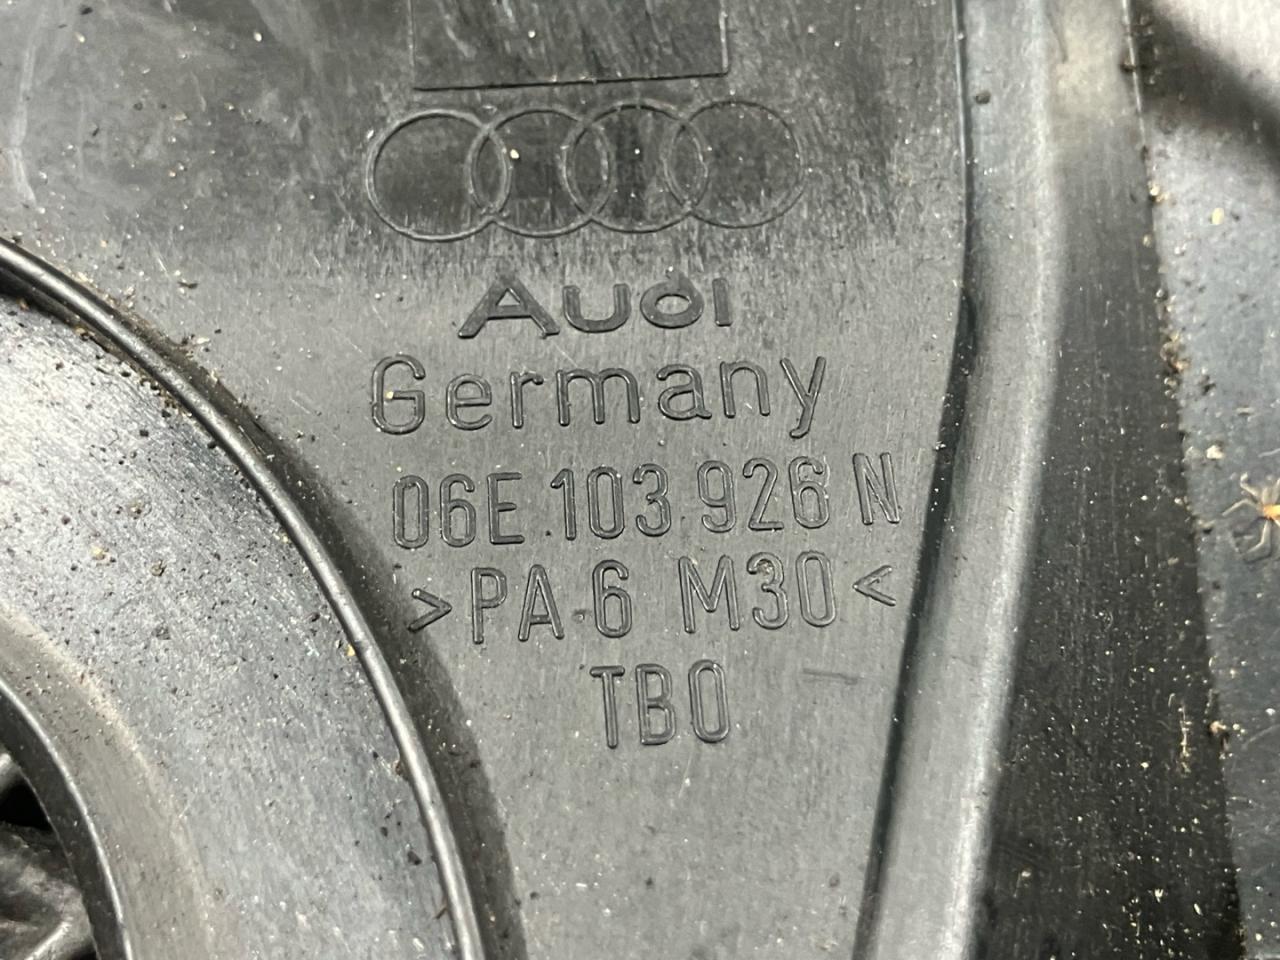 Audi
Germany
06E 103 926 N
>PA 6 M30<
TBO